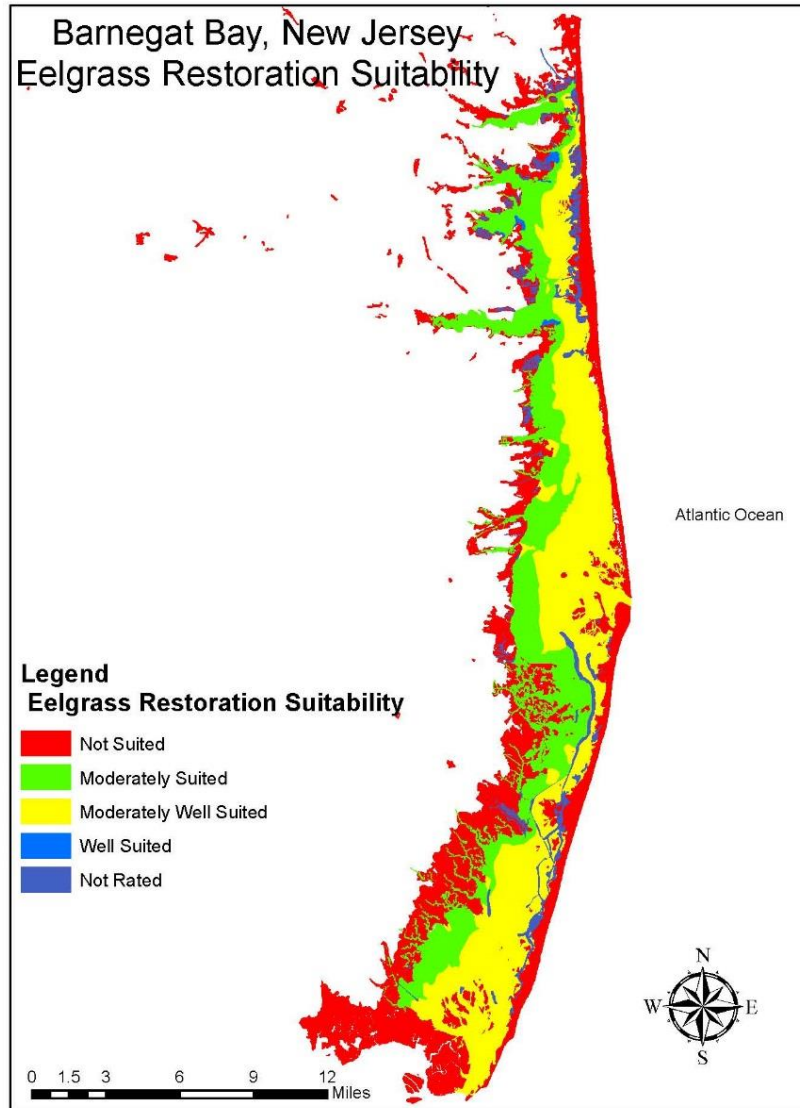 Barnegat Bay, New Jersey
Eelgrass Restoration Suitability
Atlantic Ocean
Legend
Eelgrass Restoration Suitability
Not Suited
Moderately Suited
Moderately Well Suited
Well Suited
Not Rated
N
W E
S
0 1.5 3 6 9 12
Miles